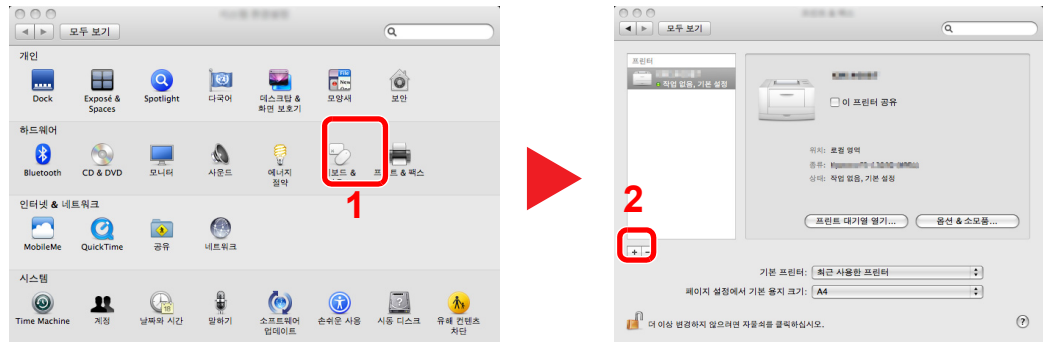 모두 보기
개인
Dock
Exposé & Spaces
Spotlight
다국어
데스크탑 & 화면 보호기
모양새
보안
하드웨어
Bluetooth
CD & DVD
모니터
사운드
에너지 절약
키보드 &
프린트 & 팩스
1
인터넷 & 네트워크
MobileMe
QuickTime
공유
네트워크
시스템
Time Machine
계정
날짜와 시간
말하기
소프트웨어 업데이트
손쉬운 사용
시동 디스크
유해 컨텐츠 차단
모두 보기
프린터
작업 없음, 기본 설정
이 프린터 공유
위치: 로컬 영역
종류:
상태: 작업 없음, 기본 설정
2
프린트 대기열 열기...
옵션 & 소모품...
+ -
기본 프린터: 최근 사용한 프린터
페이지 설정에서 기본 용지 크기: A4
더 이상 변경하지 않으려면 자물쇠를 클릭하십시오.
?